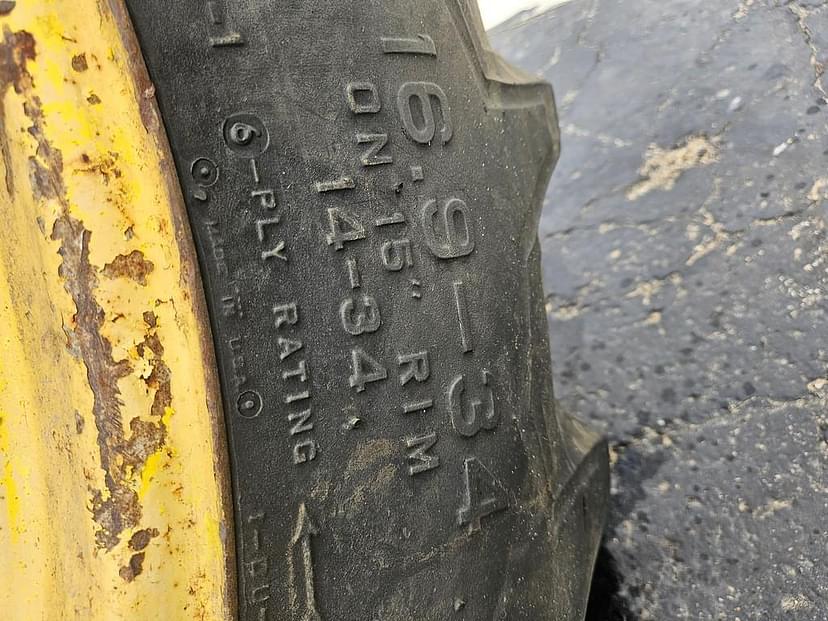 16.9-34
ON 15" RIM
14-34
6-PLY RATING
MADE IN U.S.A.